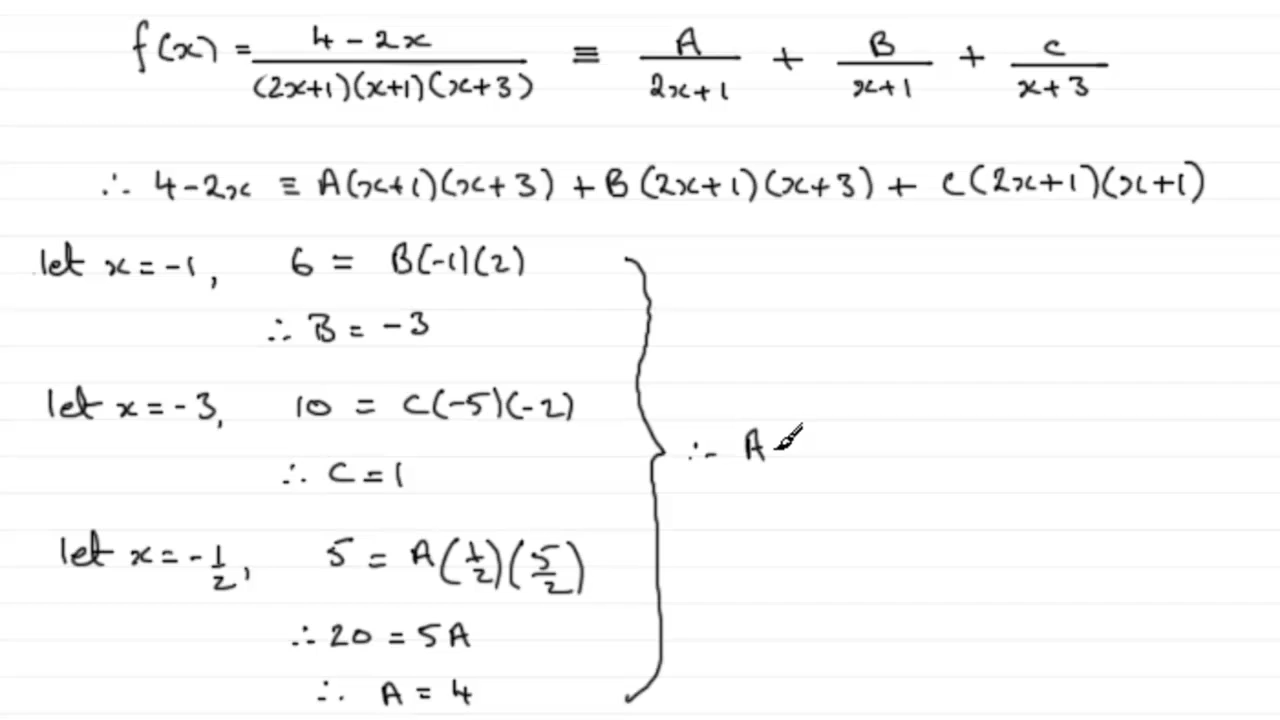 f(x) = (4 - 2x)/((2x+1)(x+1)(x+3)) ≡ A/(2x+1) + B/(x+1) + C/(x+3)
∴ 4-2x ≡ A(x+1)(x+3) + B(2x+1)(x+3) + C(2x+1)(x+1)
let x = -1, 6 = B(-1)(2)
∴ B = -3
let x = -3, 10 = C(-5)(-2)
∴ A
∴ C = 1
let x = -1/2, 5 = A(1/2)(5/2)
∴ 20 = 5A
∴ A = 4